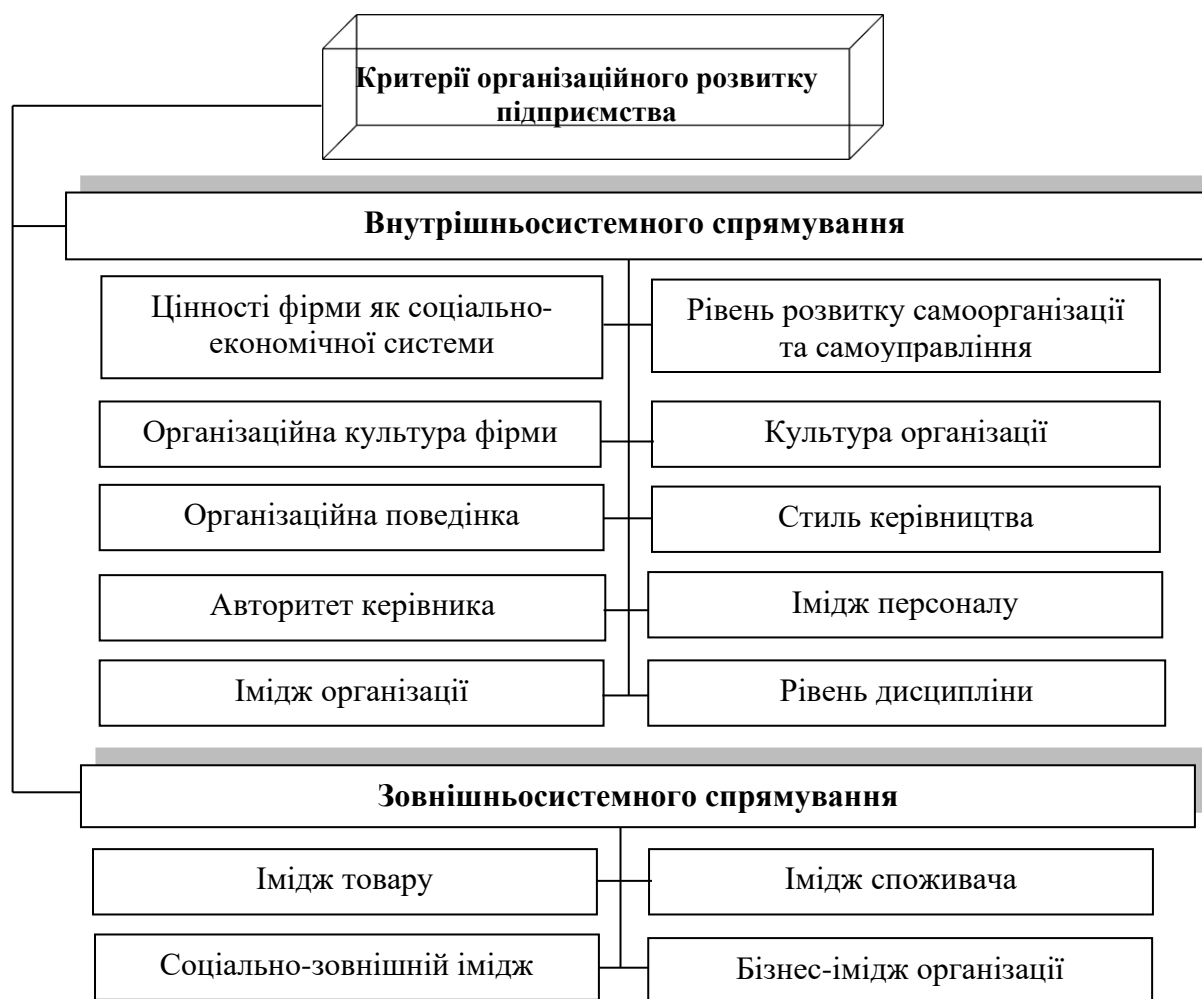 Критерії організаційного розвитку
підприємства
Внутрішньосистемного спрямування
Цінності фірми як соціально-
економічної системи
Рівень розвитку самоорганізації
та самоуправління
Організаційна культура фірми
Культура організації
Організаційна поведінка
Стиль керівництва
Авторитет керівника
Імідж персоналу
Імідж організації
Рівень дисципліни
Зовнішньосистемного спрямування
Імідж товару
Імідж споживача
Соціально-зовнішній імідж
Бізнес-імідж організації